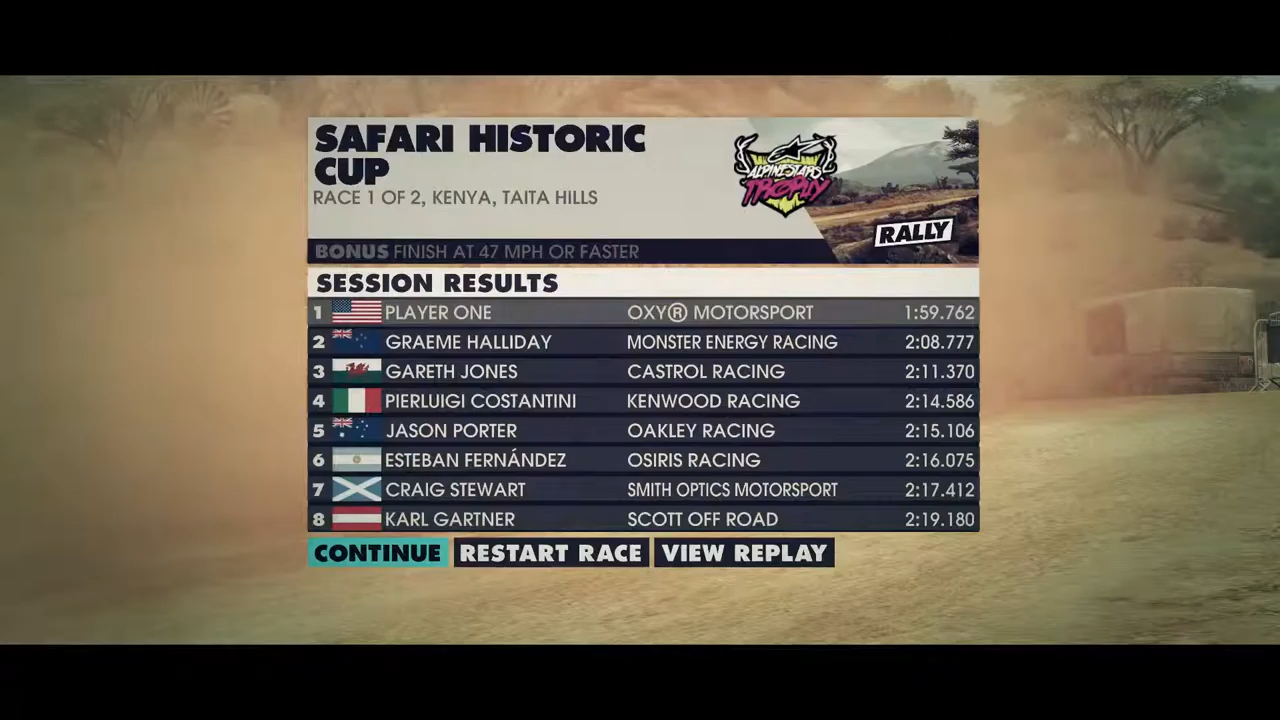 SAFARI HISTORIC
CUP
RACE 1 OF 2, KENYA, TAITA HILLS
ALPINESTARS
TROPHY
RALLY
BONUS FINISH AT 47 MPH OR FASTER
SESSION RESULTS
1 PLAYER ONE OXY® MOTORSPORT 1:59.762
2 GRAEME HALLIDAY MONSTER ENERGY RACING 2:08.777
3 GARETH JONES CASTROL RACING 2:11.370
4 PIERLUIGI COSTANTINI KENWOOD RACING 2:14.586
5 JASON PORTER OAKLEY RACING 2:15.106
6 ESTEBAN FERNÁNDEZ OSIRIS RACING 2:16.075
7 CRAIG STEWART SMITH OPTICS MOTORSPORT 2:17.412
8 KARL GARTNER SCOTT OFF ROAD 2:19.180
CONTINUE RESTART RACE VIEW REPLAY